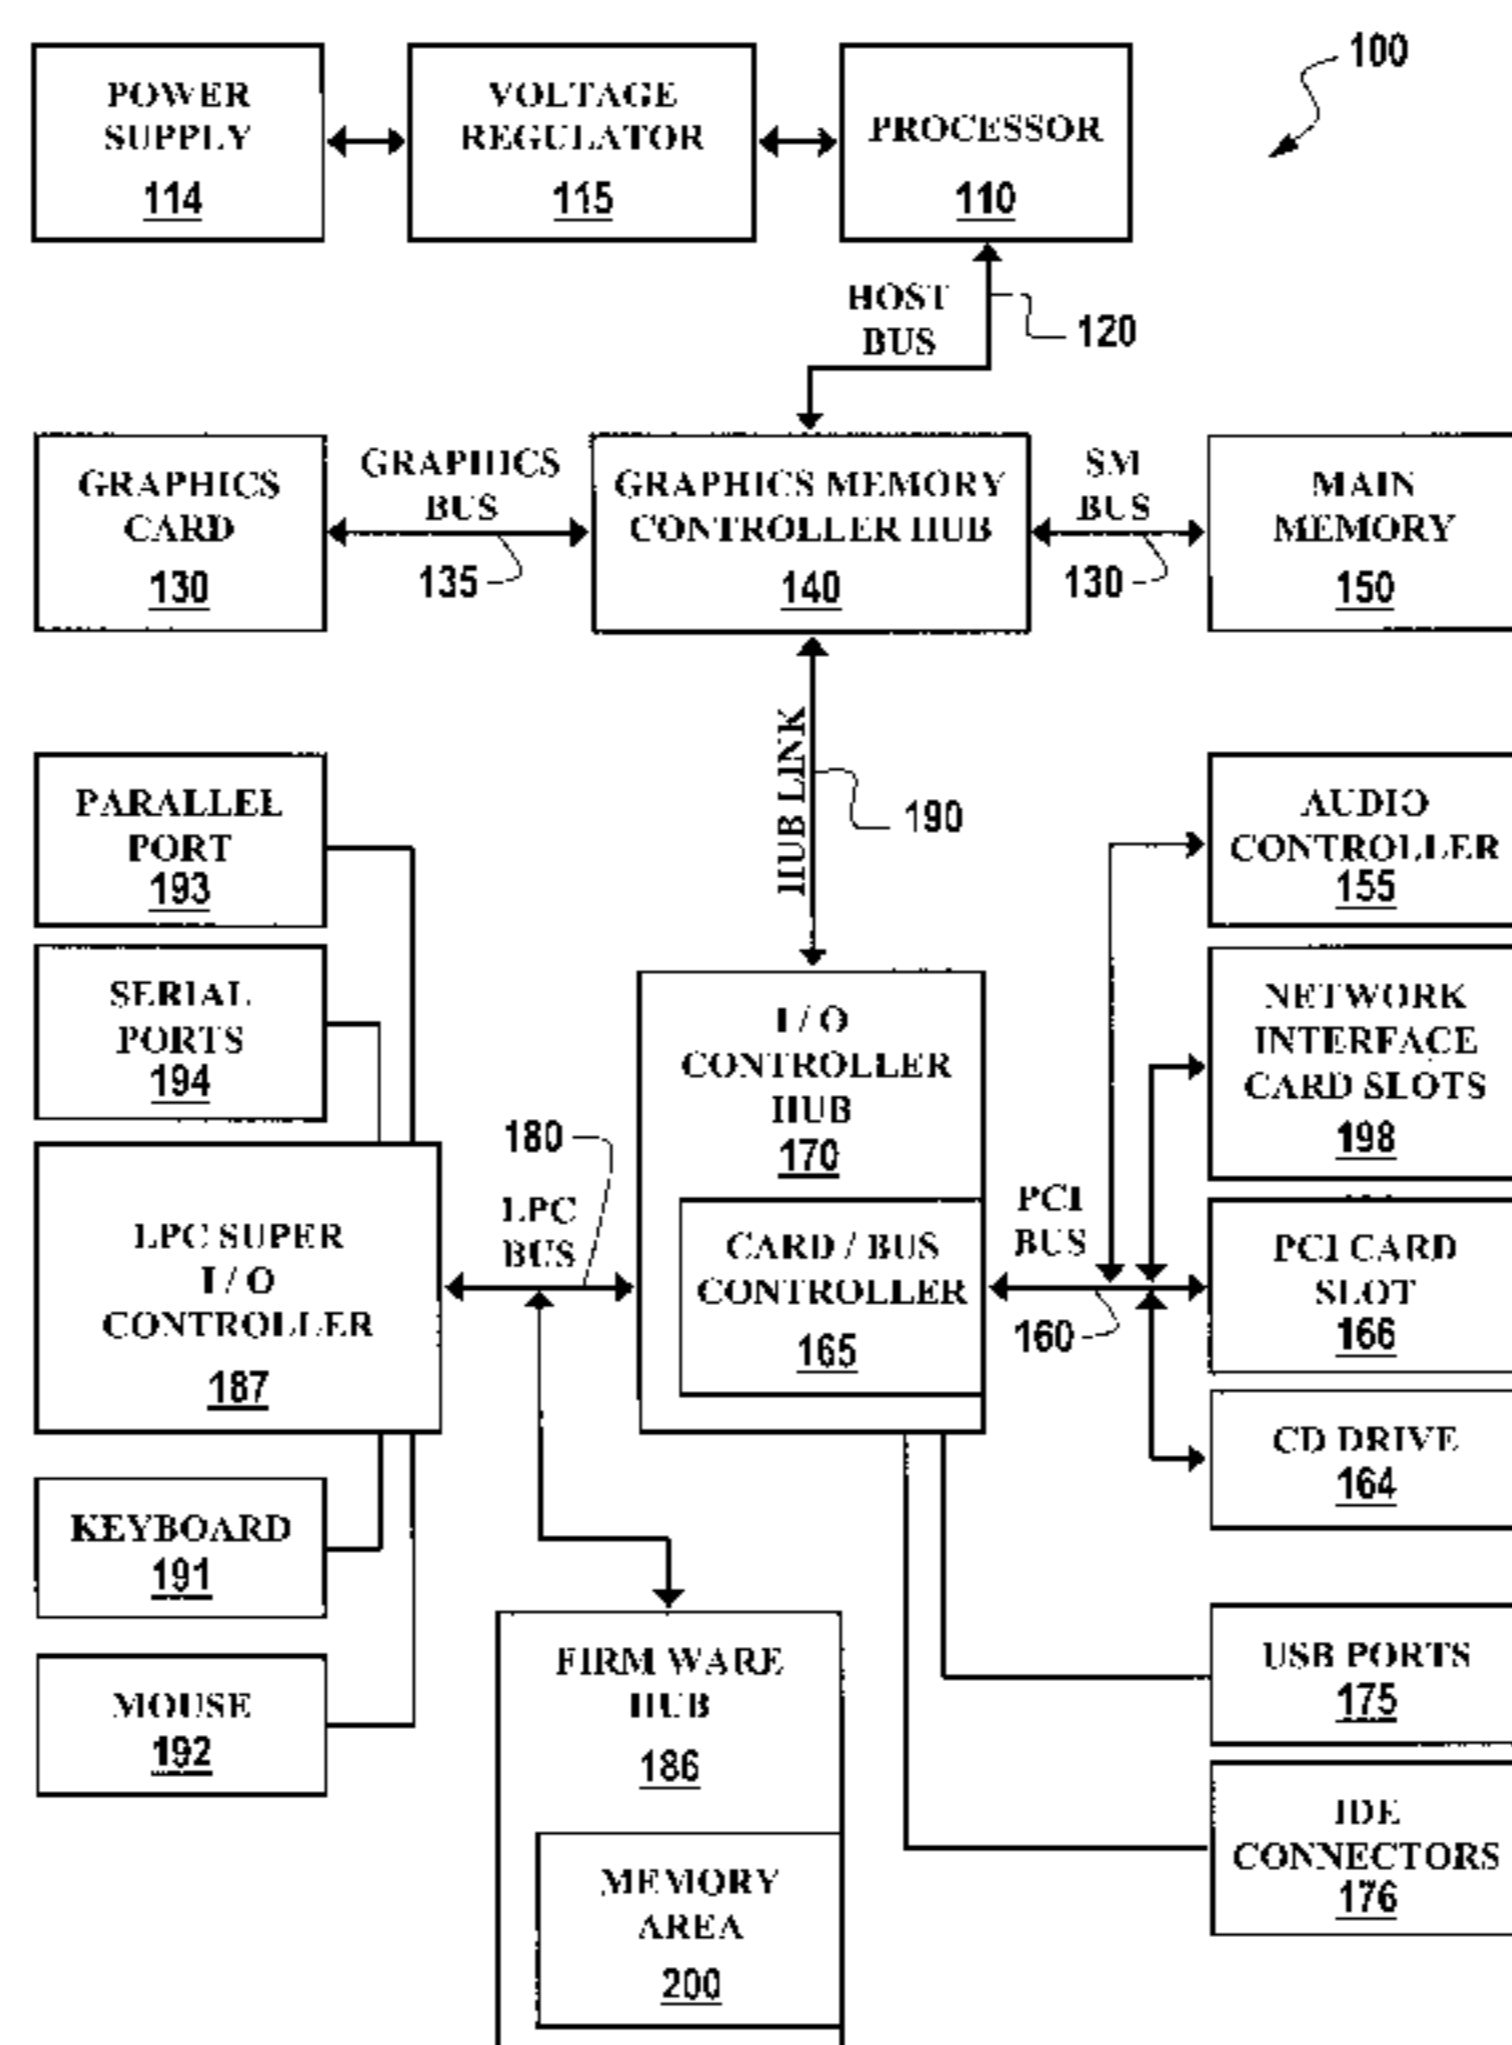 100
POWER
SUPPLY
114
VOLTAGE
REGULATOR
115
PROCESSOR
110
HOST
BUS
120
GRAPHICS
CARD
130
GRAPHICS
BUS
135
GRAPHICS MEMORY
CONTROLLER HUB
140
SM
BUS
130
MAIN
MEMORY
150
HUB LINK
190
PARALLEL
PORT
193
SERIAL
PORTS
194
LPC SUPER
I / O
CONTROLLER
187
KEYBOARD
191
MOUSE
192
180
LPC
BUS
I / O
CONTROLLER
HUB
170
CARD / BUS
CONTROLLER
165
PCI
BUS
160
AUDIO
CONTROLLER
155
NETWORK
INTERFACE
CARD SLOTS
198
PCI CARD
SLOT
166
CD DRIVE
164
USB PORTS
175
IDE
CONNECTORS
176
FIRM WARE
HUB
186
MEMORY
AREA
200